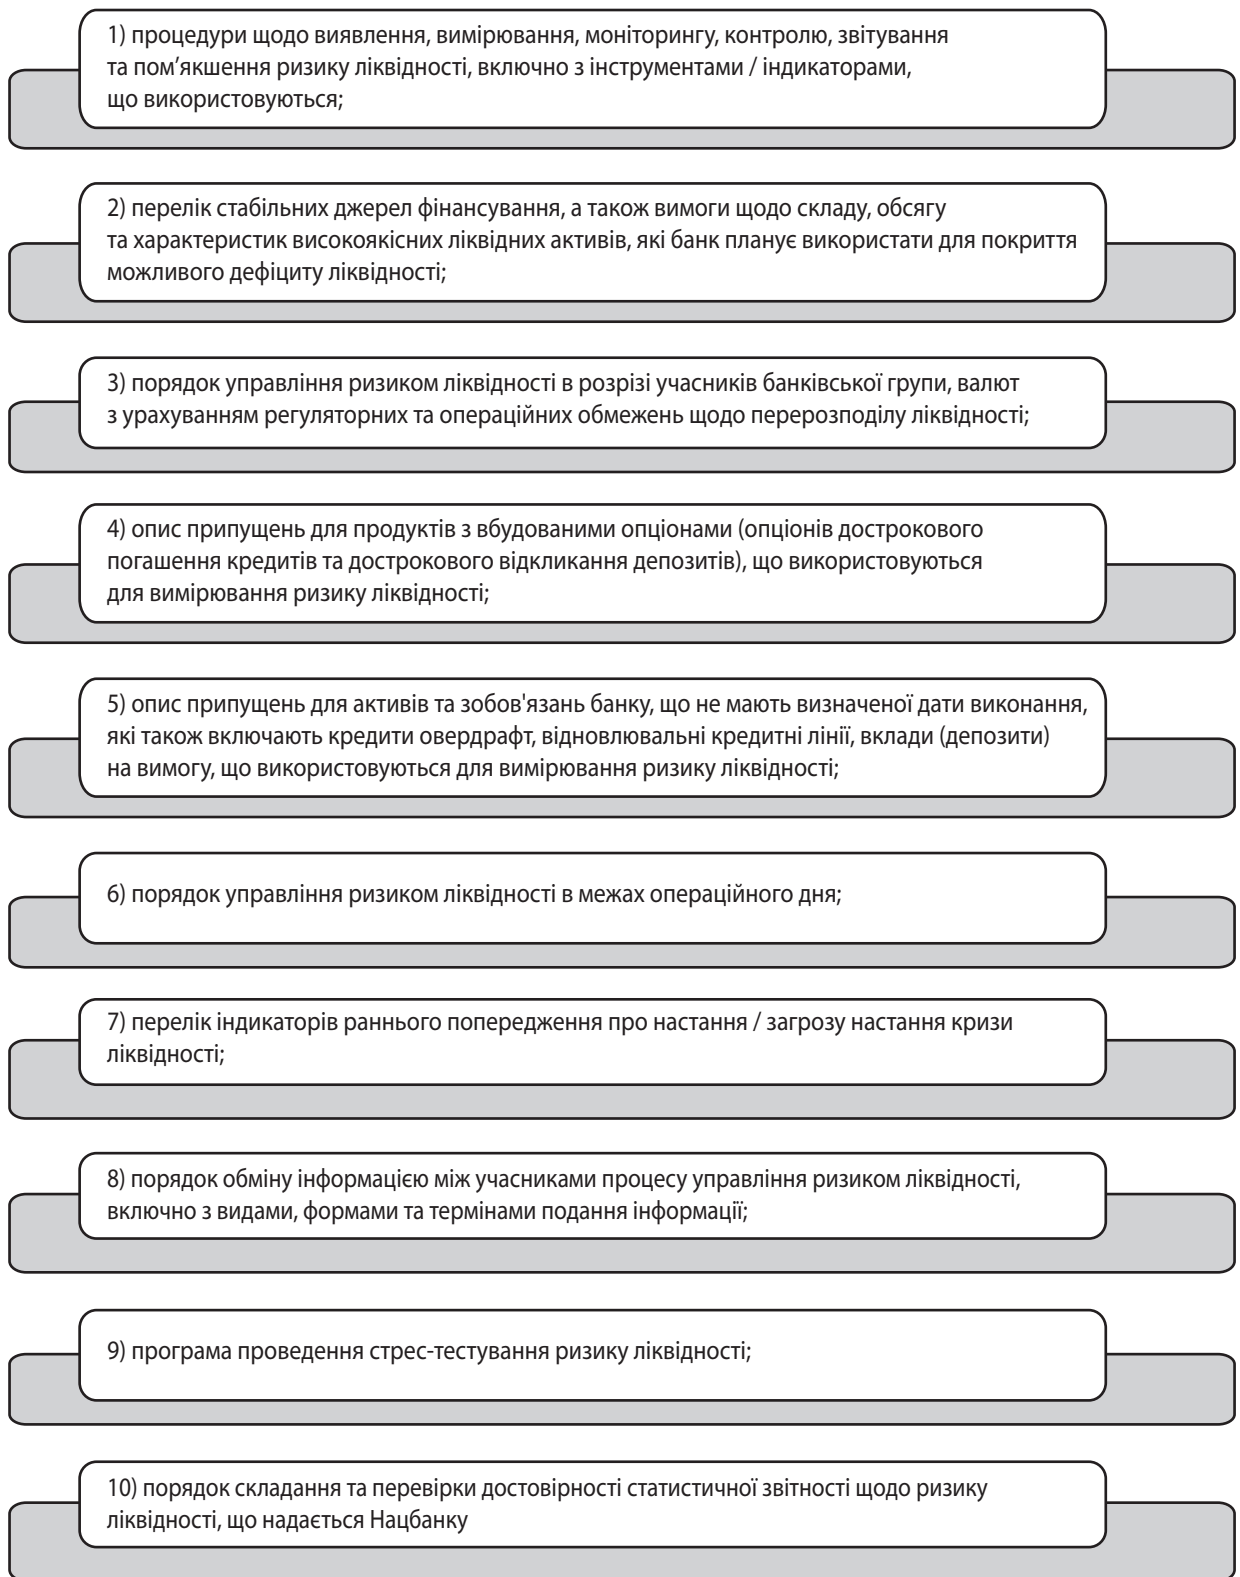 1) процедури щодо виявлення, вимірювання, моніторингу, контролю, звітування
та пом’якшення ризику ліквідності, включно з інструментами / індикаторами,
що використовуються;
2) перелік стабільних джерел фінансування, а також вимоги щодо складу, обсягу
та характеристик високоякісних ліквідних активів, які банк планує використати для покриття
можливого дефіциту ліквідності;
3) порядок управління ризиком ліквідності в розрізі учасників банківської групи, валют
з урахуванням регуляторних та операційних обмежень щодо перерозподілу ліквідності;
4) опис припущень для продуктів з вбудованими опціонами (опціонів дострокового
погашення кредитів та дострокового відкликання депозитів), що використовуються
для вимірювання ризику ліквідності;
5) опис припущень для активів та зобов'язань банку, що не мають визначеної дати виконання,
які також включають кредити овердрафт, відновлювальні кредитні лінії, вклади (депозити)
на вимогу, що використовуються для вимірювання ризику ліквідності;
6) порядок управління ризиком ліквідності в межах операційного дня;
7) перелік індикаторів раннього попередження про настання / загрозу настання кризи
ліквідності;
8) порядок обміну інформацією між учасниками процесу управління ризиком ліквідності,
включно з видами, формами та термінами подання інформації;
9) програма проведення стрес-тестування ризику ліквідності;
10) порядок складання та перевірки достовірності статистичної звітності щодо ризику
ліквідності, що надається Нацбанку